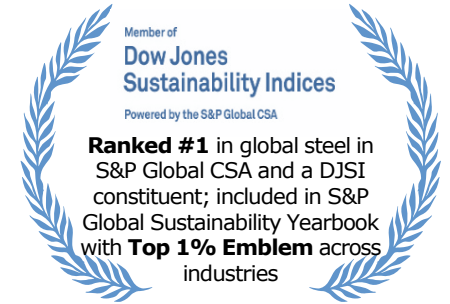 Member of
Dow Jones
Sustainability Indices
Powered by the S&P Global CSA
Ranked #1 in global steel in
S&P Global CSA and a DJSI
constituent; included in S&P
Global Sustainability Yearbook
with Top 1% Emblem across
industries